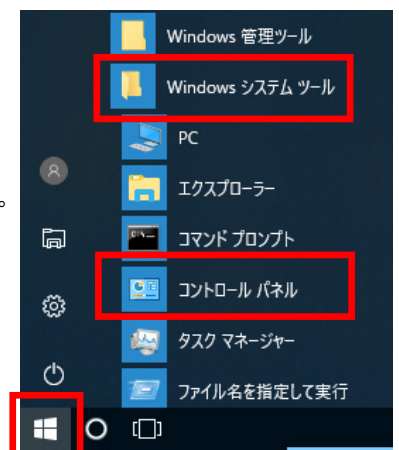 Windows 管理ツール
Windows システム ツール
PC
エクスプローラー
。
コマンド プロンプト
コントロール パネル
タスク マネージャー
ファイル名を指定して実行